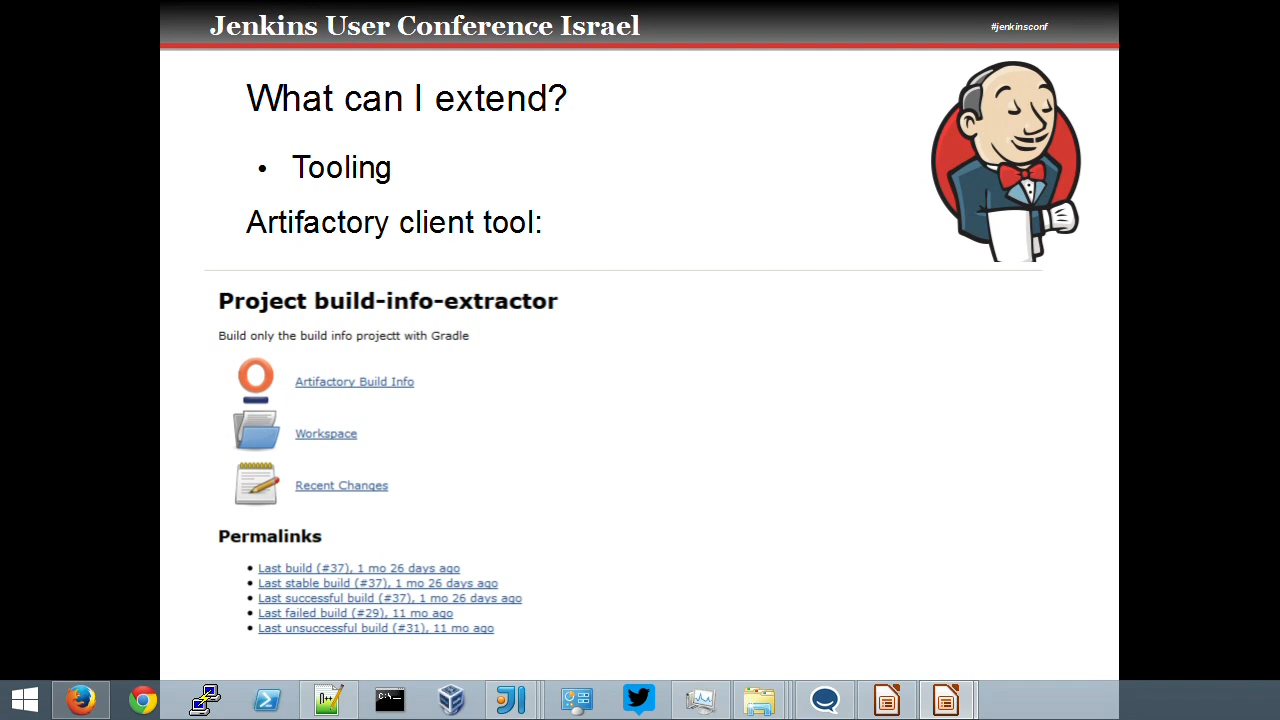 Jenkins User Conference Israel
#jenkinsconf
What can I extend?
• Tooling
Artifactory client tool:
Project build-info-extractor
Build only the build info projectt with Gradle
Artifactory Build Info
Workspace
Recent Changes
Permalinks
• Last build (#37), 1 mo 26 days ago
• Last stable build (#37), 1 mo 26 days ago
• Last successful build (#37), 1 mo 26 days ago
• Last failed build (#29), 11 mo ago
• Last unsuccessful build (#31), 11 mo ago